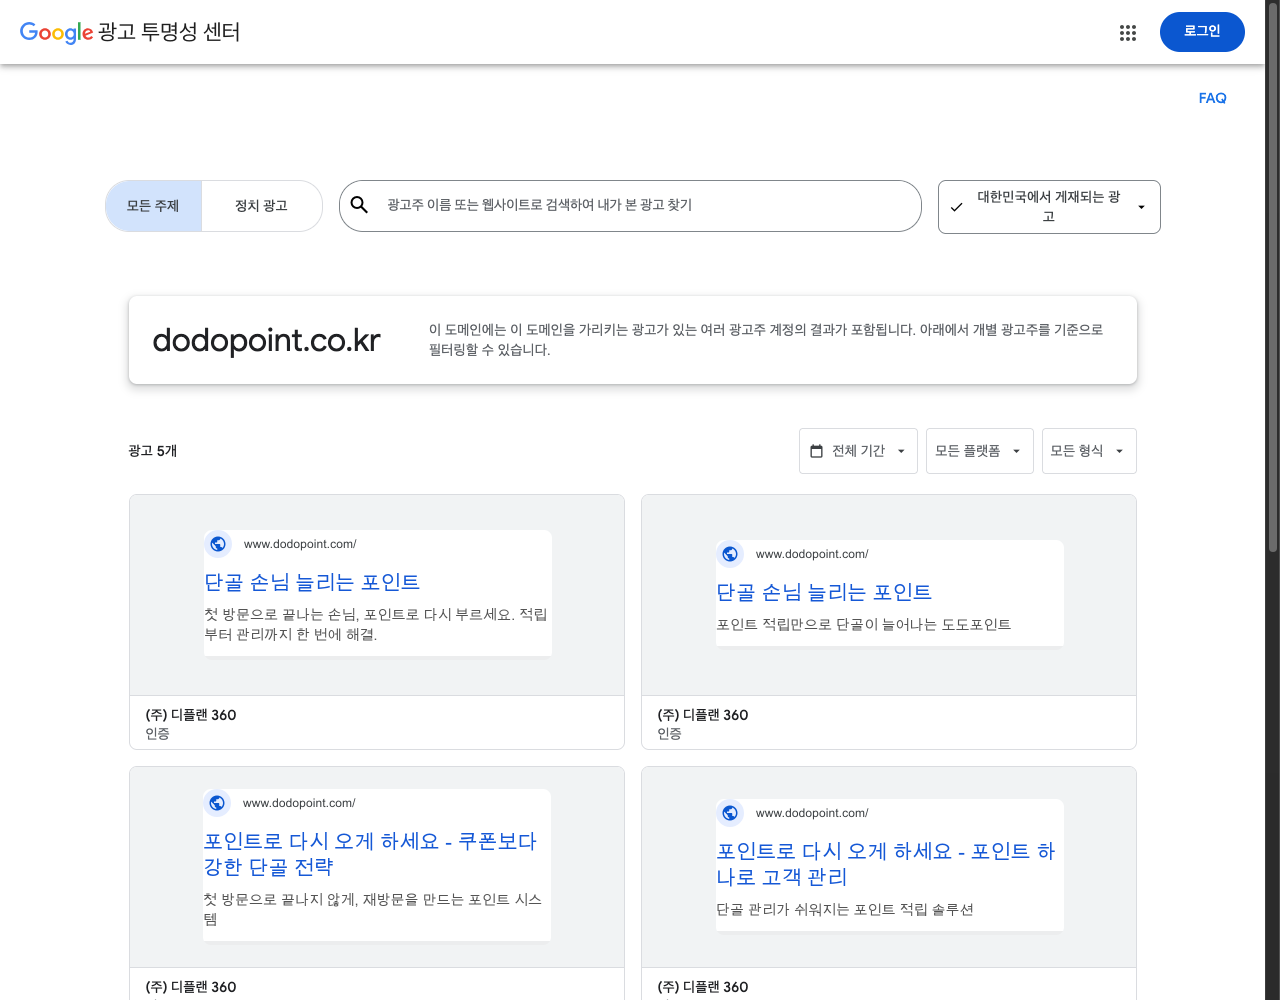 Google 광고 투명성 센터
로그인
FAQ
모든 주제
정치 광고
광고주 이름 또는 웹사이트로 검색하여 내가 본 광고 찾기
대한민국에서 게재되는 광
고
dodopoint.co.kr
이 도메인에는 이 도메인을 가리키는 광고가 있는 여러 광고주 계정의 결과가 포함됩니다. 아래에서 개별 광고주를 기준으로
필터링할 수 있습니다.
광고 5개
전체 기간
모든 플랫폼
모든 형식
www.dodopoint.com/
단골 손님 늘리는 포인트
첫 방문으로 끝나는 손님, 포인트로 다시 부르세요. 적립
부터 관리까지 한 번에 해결.
(주) 디플랜 360
인증
www.dodopoint.com/
단골 손님 늘리는 포인트
포인트 적립만으로 단골이 늘어나는 도도포인트
(주) 디플랜 360
인증
www.dodopoint.com/
포인트로 다시 오게 하세요 - 쿠폰보다
강한 단골 전략
첫 방문으로 끝나지 않게, 재방문을 만드는 포인트 시스
템
(주) 디플랜 360
www.dodopoint.com/
포인트로 다시 오게 하세요 - 포인트 하
나로 고객 관리
단골 관리가 쉬워지는 포인트 적립 솔루션
(주) 디플랜 360